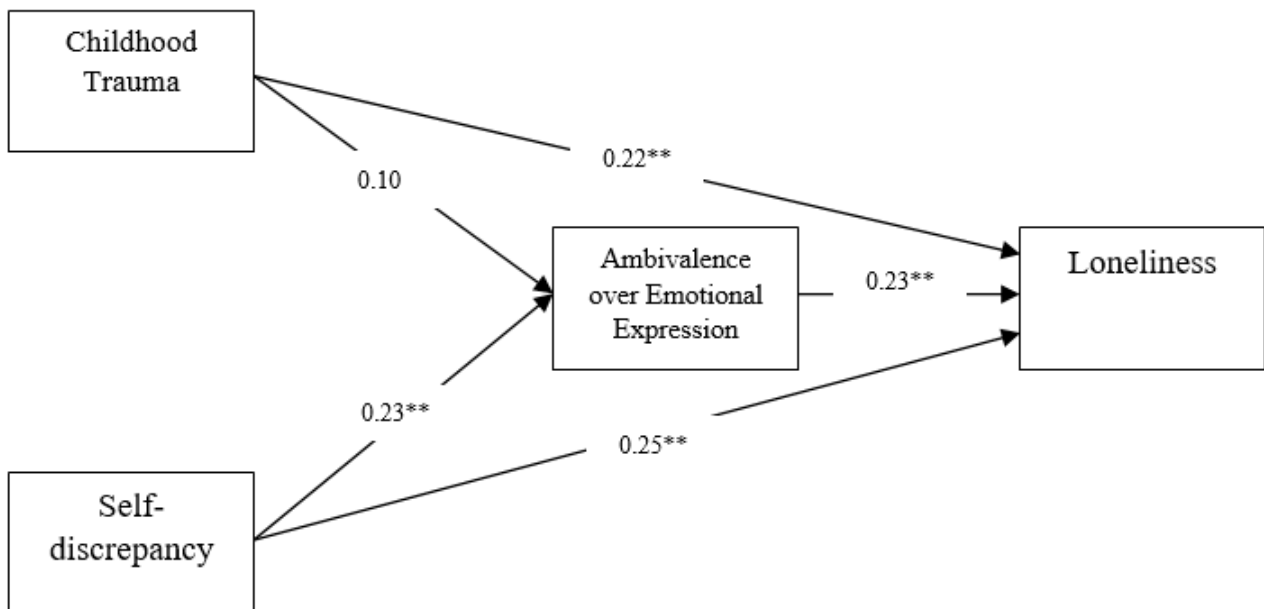 Childhood
Trauma
0.22**
0.10
Ambivalence
over Emotional
Expression
0.23**
Loneliness
0.23**
0.25**
Self-
discrepancy